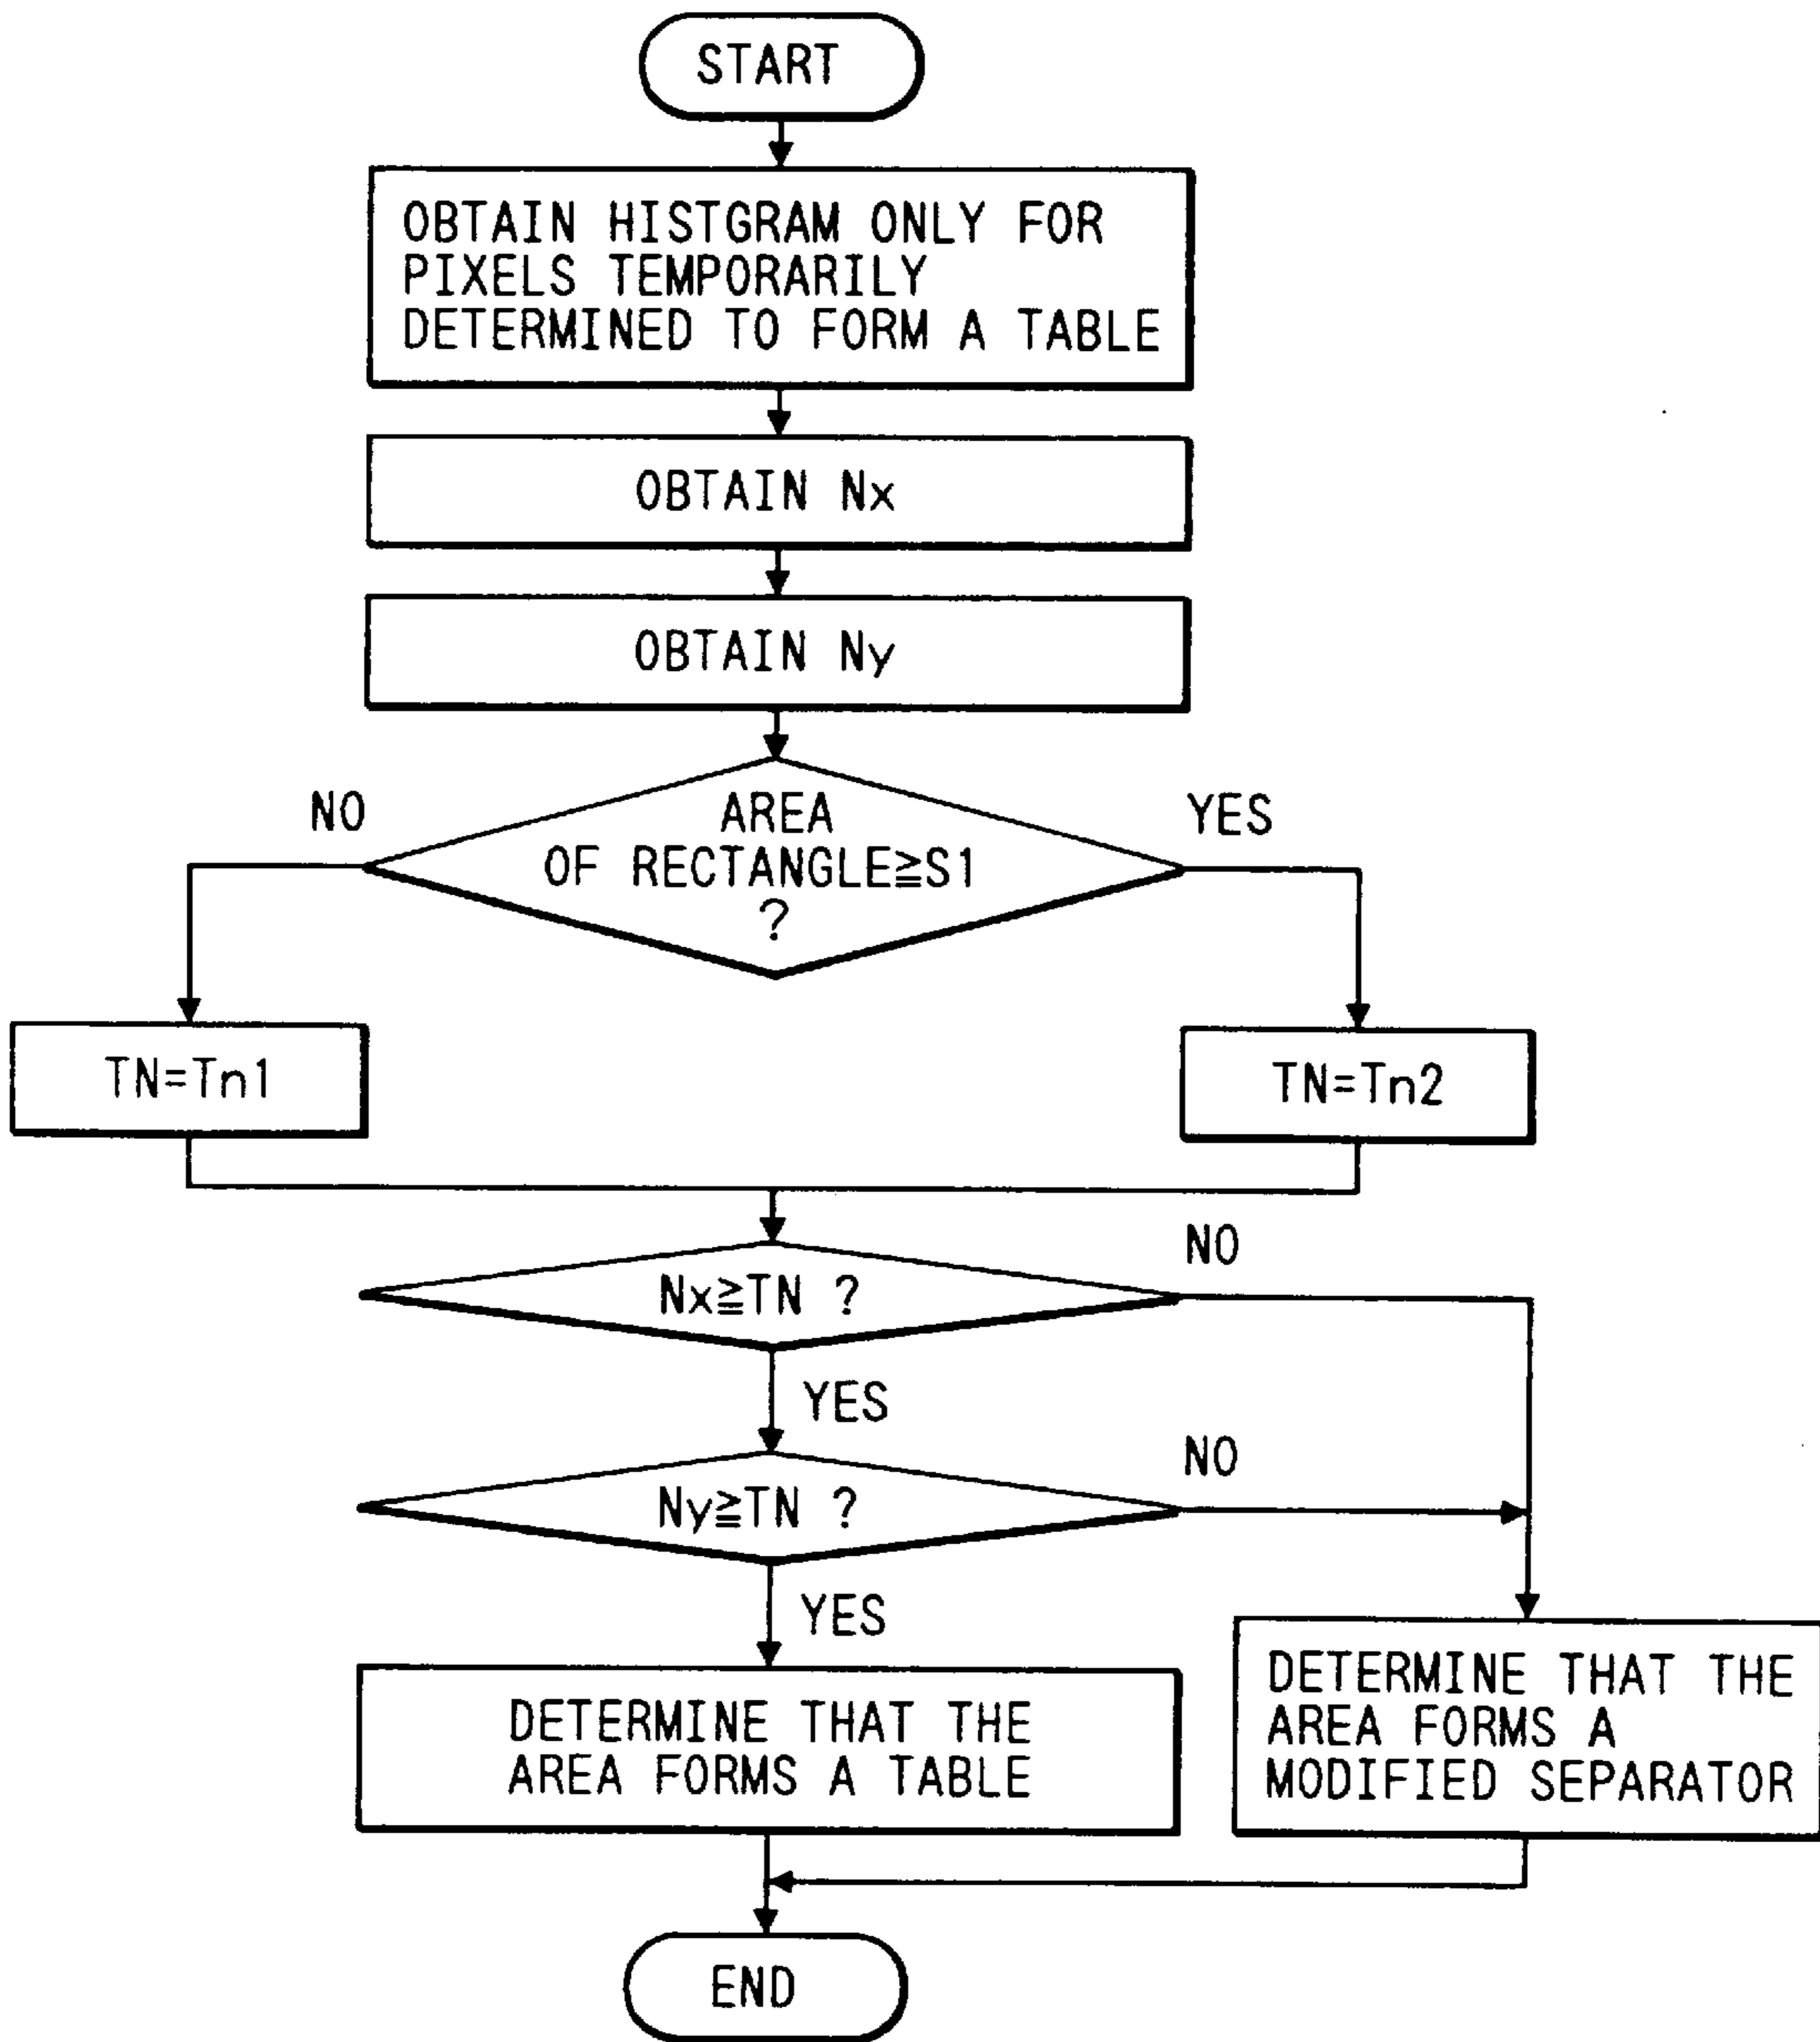 START
OBTAIN HISTGRAM ONLY FOR
PIXELS TEMPORARILY
DETERMINED TO FORM A TABLE
OBTAIN Nx
OBTAIN Ny
AREA
OF RECTANGLE≧S1
?
NO
YES
TN=Tn1
TN=Tn2
Nx≧TN ?
NO
YES
Ny≧TN ?
NO
YES
DETERMINE THAT THE
AREA FORMS A TABLE
DETERMINE THAT THE
AREA FORMS A
MODIFIED SEPARATOR
END